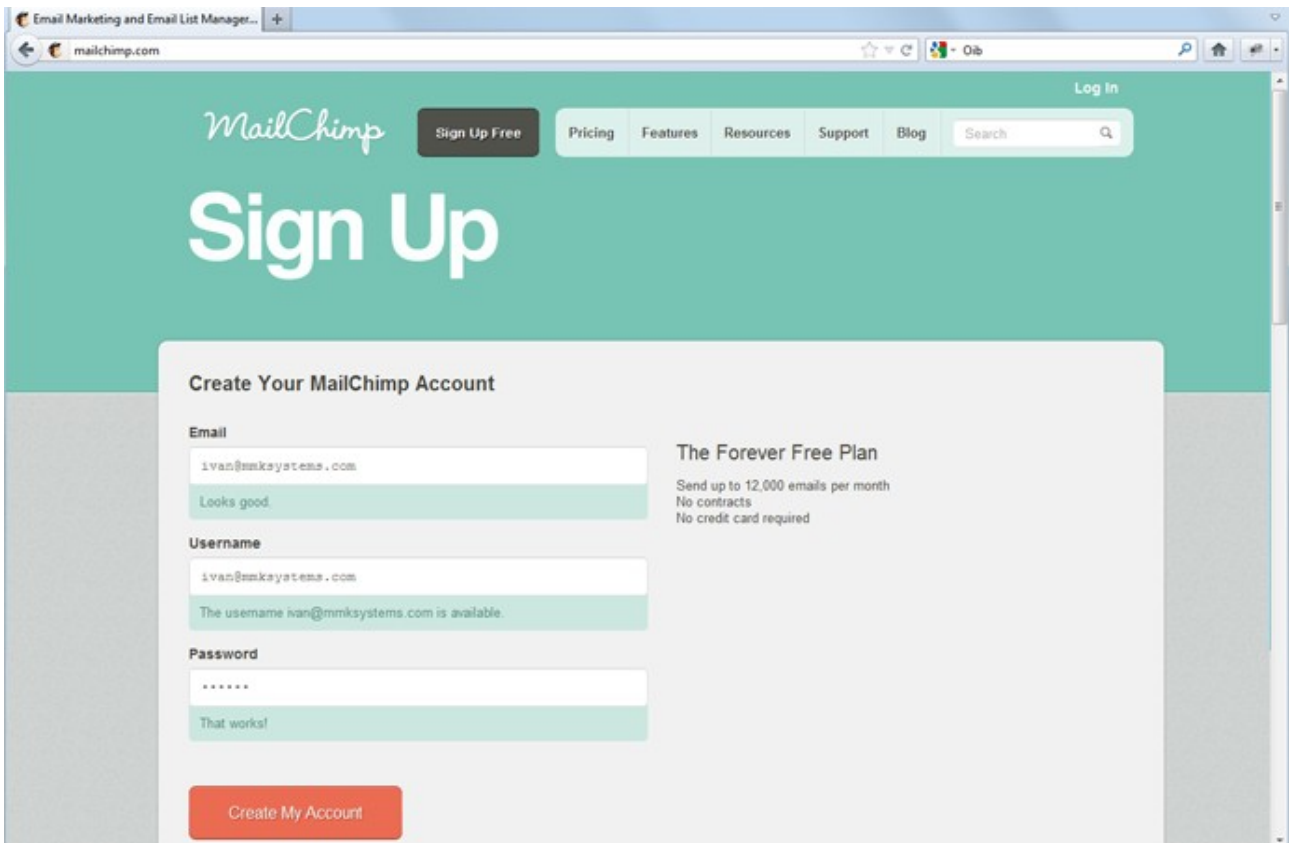 Email Marketing and Email List Manager...
mailchimp.com
Oib
Log In
MailChimp
Sign Up Free
Pricing
Features
Resources
Support
Blog
Search
Sign Up
Create Your MailChimp Account
Email
ivan@mmksystems.com
Looks good.
Username
ivan@mmksystems.com
The username ivan@mmksystems.com is available.
Password
••••••
That works!
Create My Account
The Forever Free Plan
Send up to 12,000 emails per month
No contracts
No credit card required